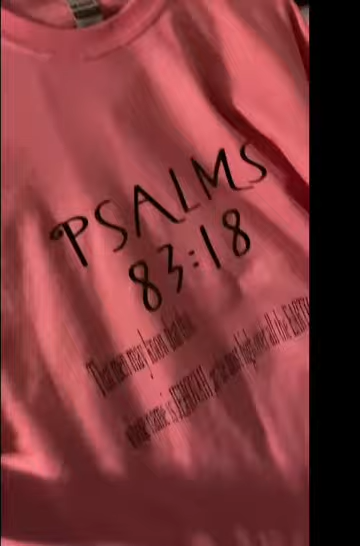 PSALMS
83:18
"That men may know that thou
whose name is JEHOVAH are the most high over all the EARTH